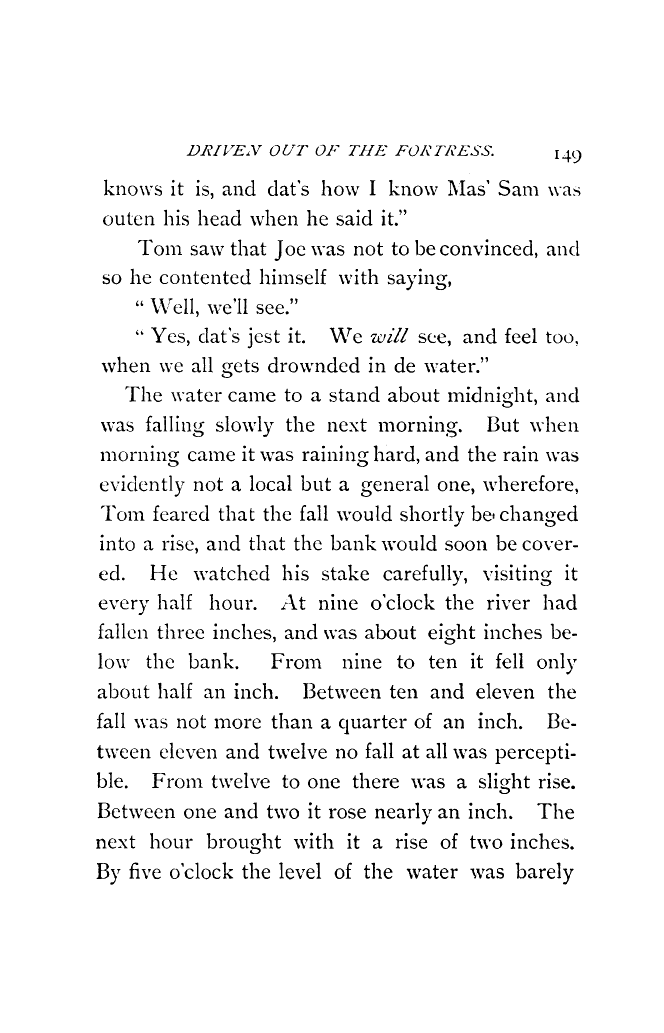 DRIVEN OUT OF THE FORTRESS. 149
knows it is, and dat's how I know Mas' Sam was
outen his head when he said it."
Tom saw that Joe was not to be convinced, and
so he contented himself with saying,
"Well, we'll see."
"Yes, dat's jest it. We will see, and feel too,
when we all gets drownded in de water."
The water came to a stand about midnight, and
was falling slowly the next morning. But when
morning came it was raining hard, and the rain was
evidently not a local but a general one, wherefore,
Tom feared that the fall would shortly be changed
into a rise, and that the bank would soon be cover-
ed. He watched his stake carefully, visiting it
every half hour. At nine o'clock the river had
fallen three inches, and was about eight inches be-
low the bank. From nine to ten it fell only
about half an inch. Between ten and eleven the
fall was not more than a quarter of an inch. Be-
tween eleven and twelve no fall at all was percepti-
ble. From twelve to one there was a slight rise.
Between one and two it rose nearly an inch. The
next hour brought with it a rise of two inches.
By five o'clock the level of the water was barely